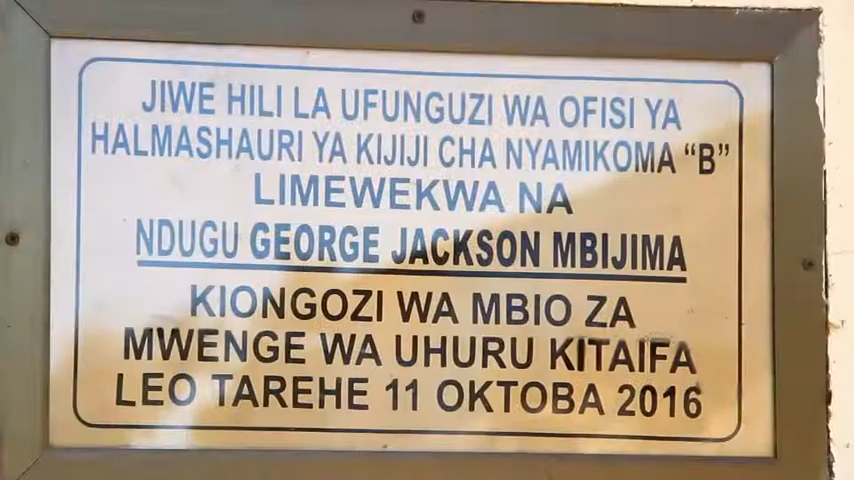 JIWE HILI LA UFUNGUZI WA OFISI YA
HALMASHAURI YA KIJIJI CHA NYAMIKOMA “B”
LIMEWEKWA NA
NDUGU GEORGE JACKSON MBIJIMA
KIONGOZI WA MBIO ZA
MWENGE WA UHURU KITAIFA
LEO TAREHE 11 OKTOBA 2016